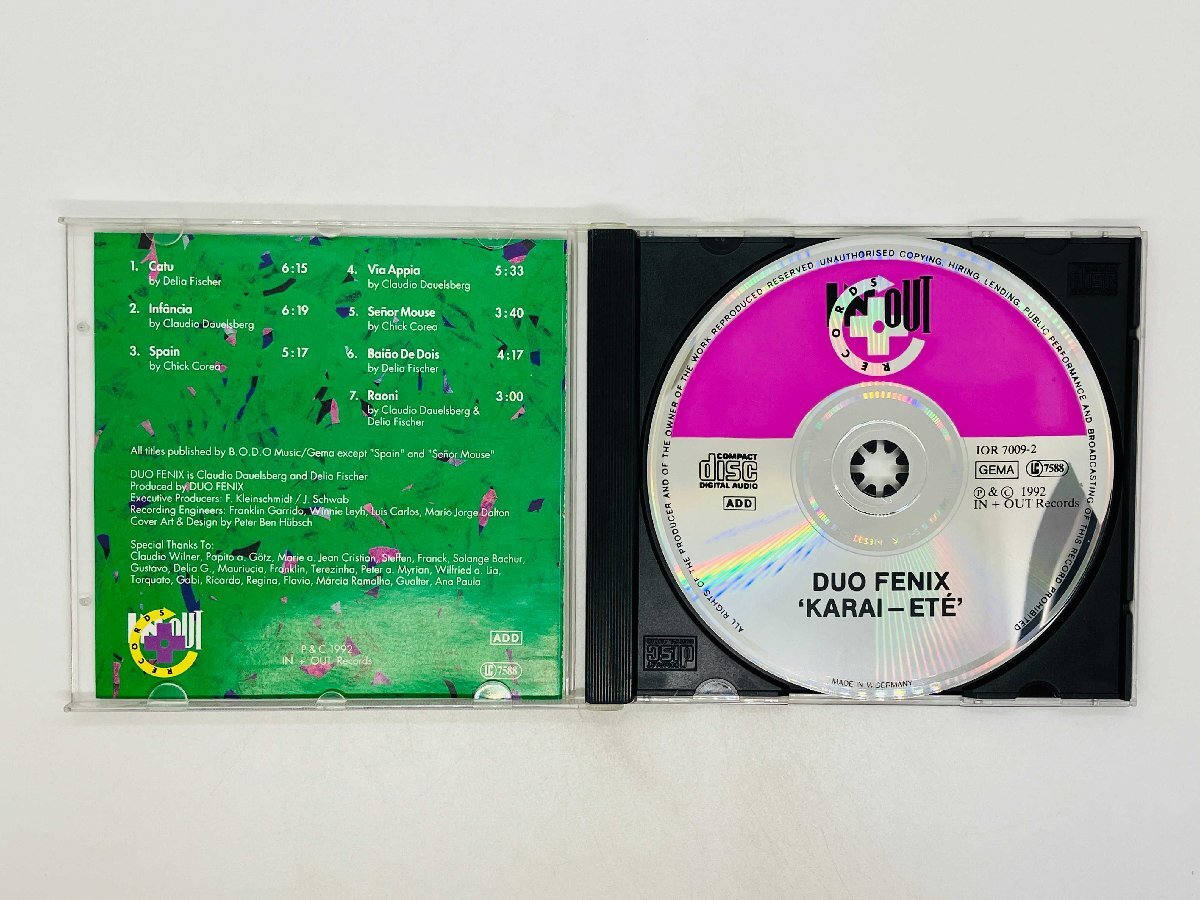 1. Catu 6:15
by Delia Fischer
2. Infância 6:19
by Claudio Dauelsberg
3. Spain 5:17
by Chick Corea
4. Via Appia 5:33
by Claudio Dauelsberg
5. Señor Mouse 3:40
by Chick Corea
6. Baião De Dois 4:17
by Delia Fischer
7. Raoni 3:00
by Claudio Dauelsberg &
Delia Fischer
All titles published by B.O.D.O Music/Gema except "Spain" and "Señor Mouse"
DUO FENIX is Claudio Dauelsberg and Delia Fischer
Produced by DUO FENIX
Executive Producers: F. Kleinschmidt / J. Schwab
Recording Engineers: Franklin Garrido, Winnie Leyh, Luis Carlos, Mario Jorge Dalton
Cover Art & Design by Peter Ben Hübsch
Special Thanks To:
Claudio Wilner, Papito a. Götz, Marie a. Jean Cristian, Steffen, Franck, Solange Bachur,
Gustavo, Delia G., Mauriucia, Franklin, Terezinha, Peter a. Myrian, Wilfried a. Lia,
Torquato, Gabi, Ricardo, Regina, Flavio, Márcia Ramalho, Gualter, Ana Paula
OUT
RECORDS
P & C 1992
IN + OUT Records
ADD
LC 7588
ALL RIGHTS OF THE PRODUCER AND OF THE OWNER OF THE WORK REPRODUCED RESERVED. UNAUTHORISED COPYING, HIRING, LENDING, PUBLIC PERFORMANCE AND BROADCASTING OF THIS RECORD PROHIBITED
OUT
RECORDS
COMPACT
disc
DIGITAL AUDIO
ADD
IOR 7009-2
GEMA LC 7588
℗ & © 1992
IN + OUT Records
DUO FENIX
'KARAI–ETÉ'
MADE IN W. GERMANY
disc